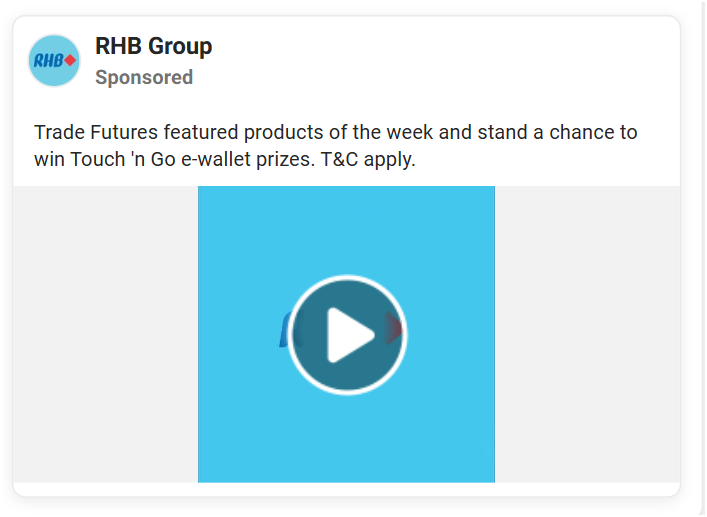 RHB
RHB Group
Sponsored
Trade Futures featured products of the week and stand a chance to
win Touch 'n Go e-wallet prizes. T&C apply.